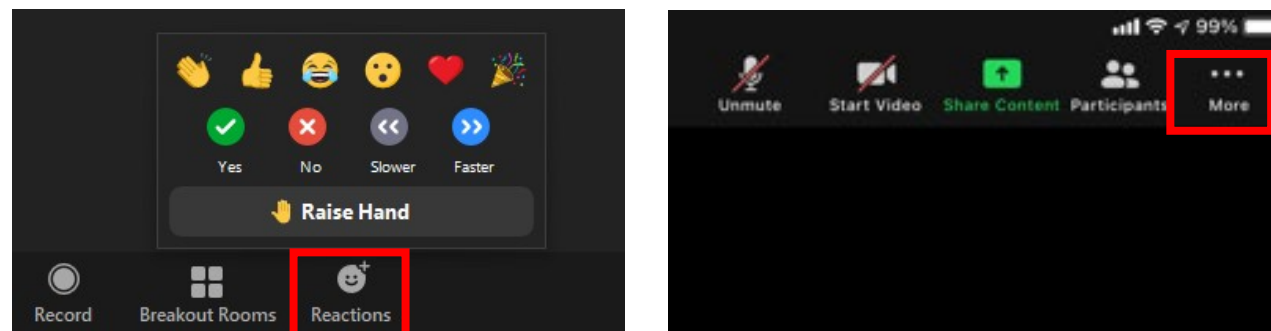 Yes No Slower Faster
Raise Hand
Record Breakout Rooms Reactions
99%
Unmute Start Video Share Content Participants More